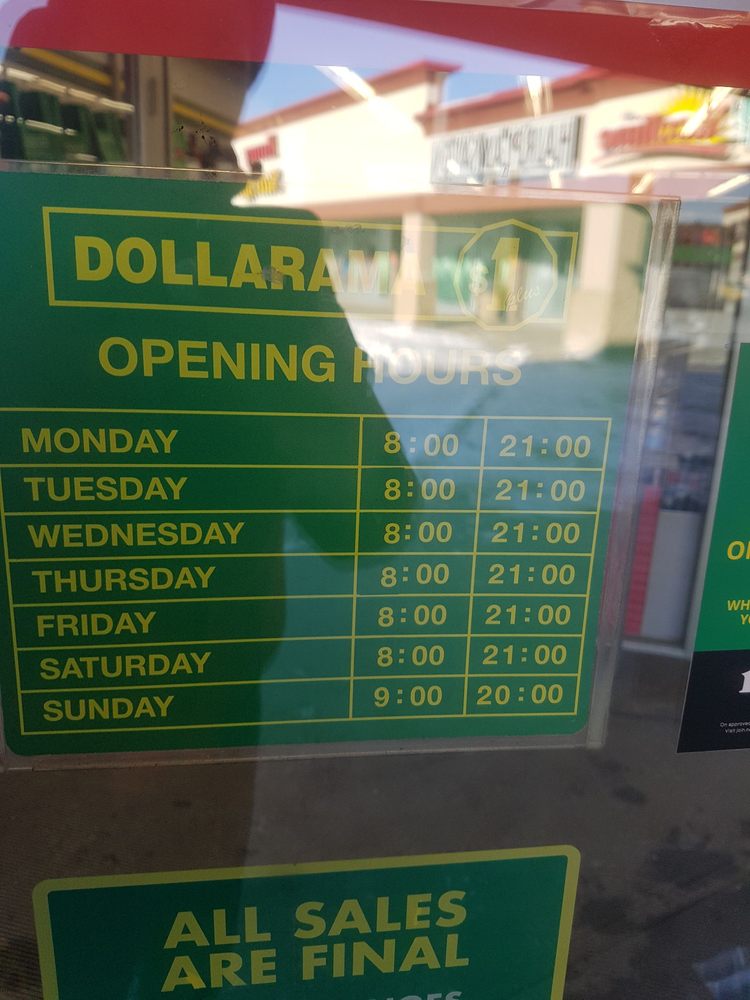 DOLLARAMA $1 plus
OPENING HOURS
MONDAY 8:00 21:00
TUESDAY 8:00 21:00
WEDNESDAY 8:00 21:00
THURSDAY 8:00 21:00
FRIDAY 8:00 21:00
SATURDAY 8:00 21:00
SUNDAY 9:00 20:00
ALL SALES
ARE FINAL